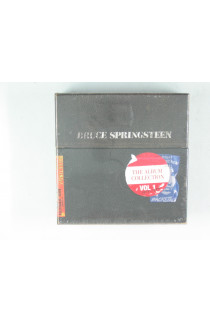 BRUCE SPRINGSTEEN
THE ALBUM
COLLECTION
VOL 1